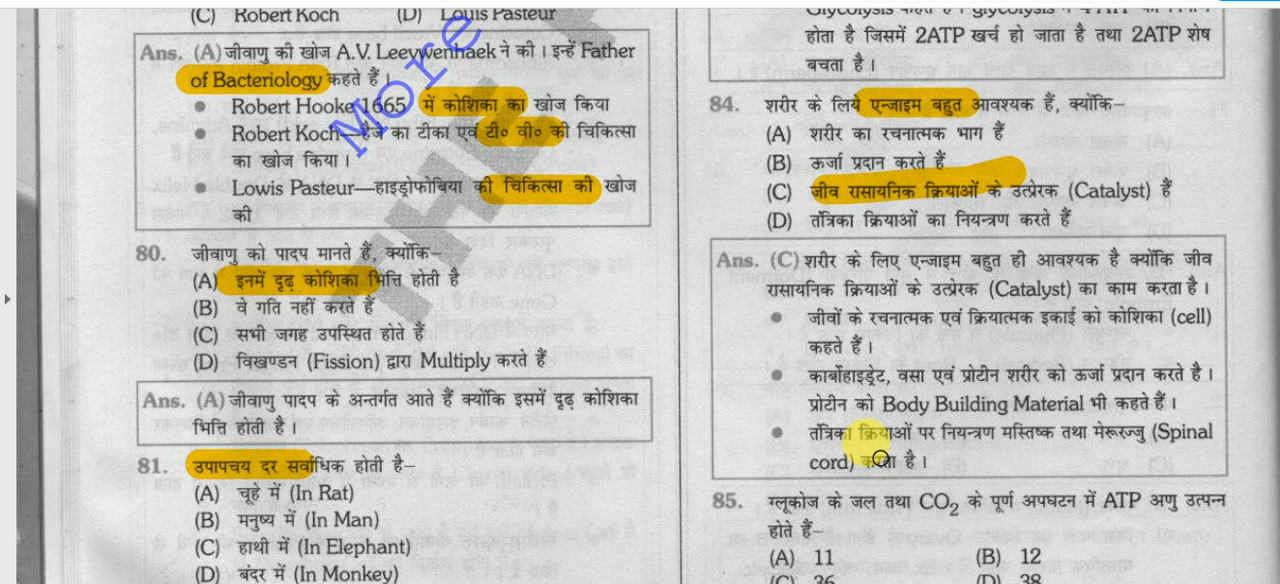 (C) Robert Koch (D) Louis Pasteur
Ans. (A) जीवाणु की खोज A.V. Leeywenhaek ने की। इन्हें Father
of Bacteriology कहते हैं।
• Robert Hooke 1665 में कोशिका का खोज किया
• Robert Koch—हैजे का टीका एवं टी० वी० की चिकित्सा
का खोज किया।
• Lowis Pasteur—हाइड्रोफोबिया की चिकित्सा की खोज
की
More
80. जीवाणु को पादप मानते हैं, क्योंकि–
(A) इनमें दृढ़ कोशिका भित्ति होती है
(B) वे गति नहीं करते हैं
(C) सभी जगह उपस्थित होते हैं
(D) विखण्डन (Fission) द्वारा Multiply करते हैं
Ans. (A) जीवाणु पादप के अन्तर्गत आते हैं क्योंकि इसमें दृढ़ कोशिका
भित्ति होती है।
81. उपापचय दर सर्वाधिक होती है–
(A) चूहे में (In Rat)
(B) मनुष्य में (In Man)
(C) हाथी में (In Elephant)
(D) बंदर में (In Monkey)
होता है जिसमें 2ATP खर्च हो जाता है तथा 2ATP शेष
बचता है।
84. शरीर के लिये एन्जाइम बहुत आवश्यक हैं, क्योंकि–
(A) शरीर का रचनात्मक भाग हैं
(B) ऊर्जा प्रदान करते हैं
(C) जीव रासायनिक क्रियाओं के उत्प्रेरक (Catalyst) हैं
(D) तंत्रिका क्रियाओं का नियन्त्रण करते हैं
Ans. (C) शरीर के लिए एन्जाइम बहुत ही आवश्यक है क्योंकि जीव
रासायनिक क्रियाओं के उत्प्रेरक (Catalyst) का काम करता है।
• जीवों के रचनात्मक एवं क्रियात्मक इकाई को कोशिका (cell)
कहते हैं।
• कार्बोहाइड्रेट, वसा एवं प्रोटीन शरीर को ऊर्जा प्रदान करते है।
प्रोटीन को Body Building Material भी कहते हैं।
• तंत्रिका क्रियाओं पर नियन्त्रण मस्तिष्क तथा मेरूरज्जु (Spinal
cord) करता है।
85. ग्लूकोज के जल तथा CO₂ के पूर्ण अपघटन में ATP अणु उत्पन्न
होते हैं–
(A) 11 (B) 12
(C) 36 (D) 38